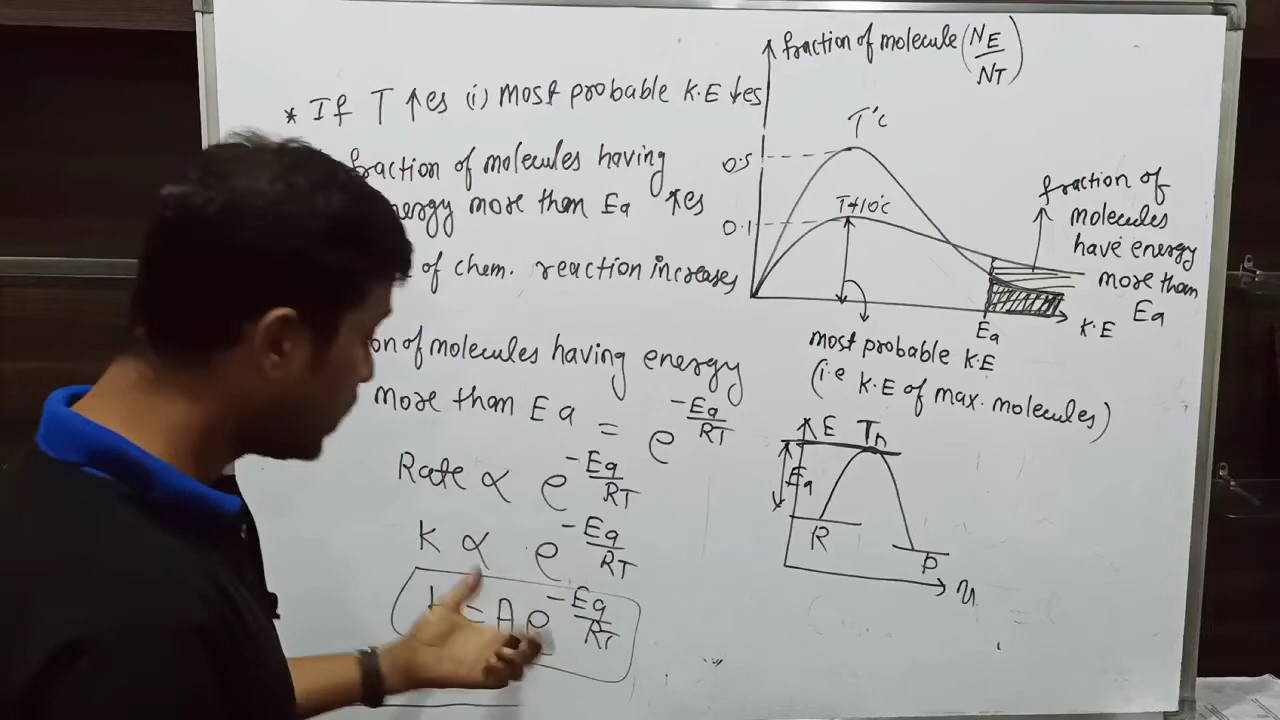 * If T ↑es (i) most probable K.E ↓es
fraction of molecules having
energy more then Ea ↑es
of chem. reaction increases
on of molecules having energy
more than Ea = e^(-Ea/RT)
Rate ∝ e^(-Ea/RT)
K ∝ e^(-Ea/RT)
= A e^(-Ea/RT)
fraction of molecule (NE/NT)
T°c
0.5
T+10°c
0.1
fraction of
molecules
have energy
more than
Ea
Ea
K.E
most probable K.E
(i.e K.E of max. molecules)
E
Ea
R
P